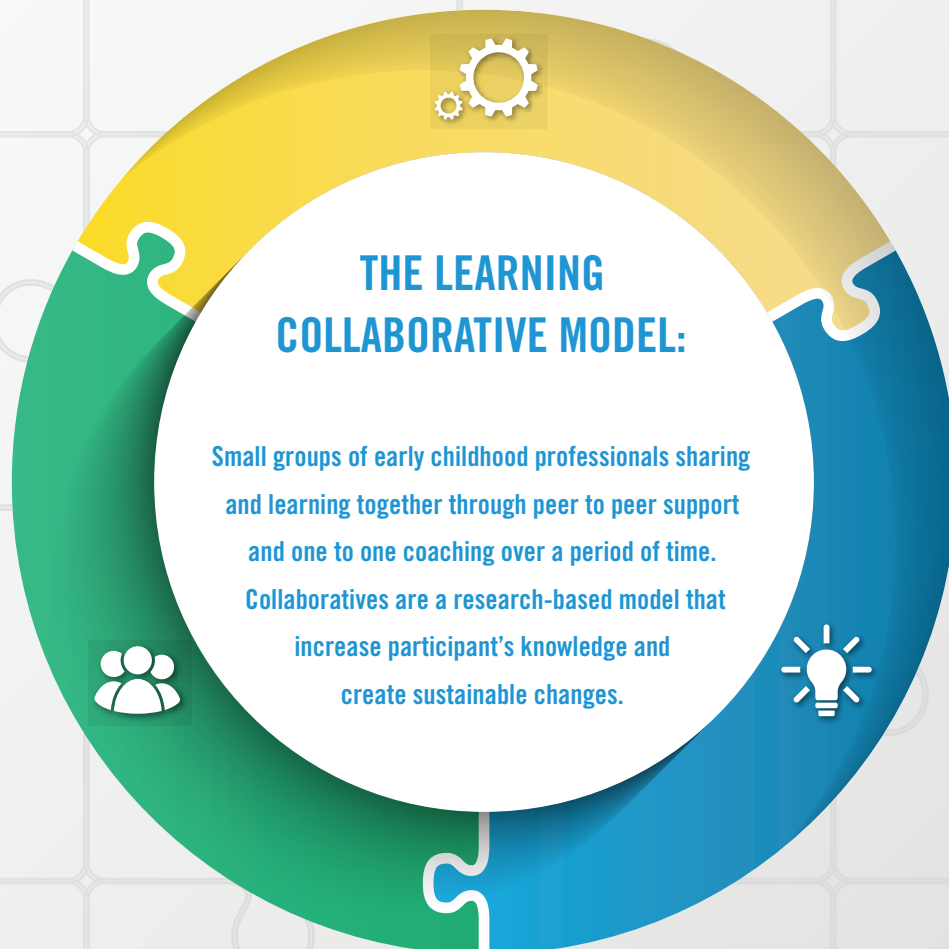 THE LEARNING
COLLABORATIVE MODEL:
Small groups of early childhood professionals sharing
and learning together through peer to peer support
and one to one coaching over a period of time.
Collaboratives are a research-based model that
increase participant’s knowledge and
create sustainable changes.